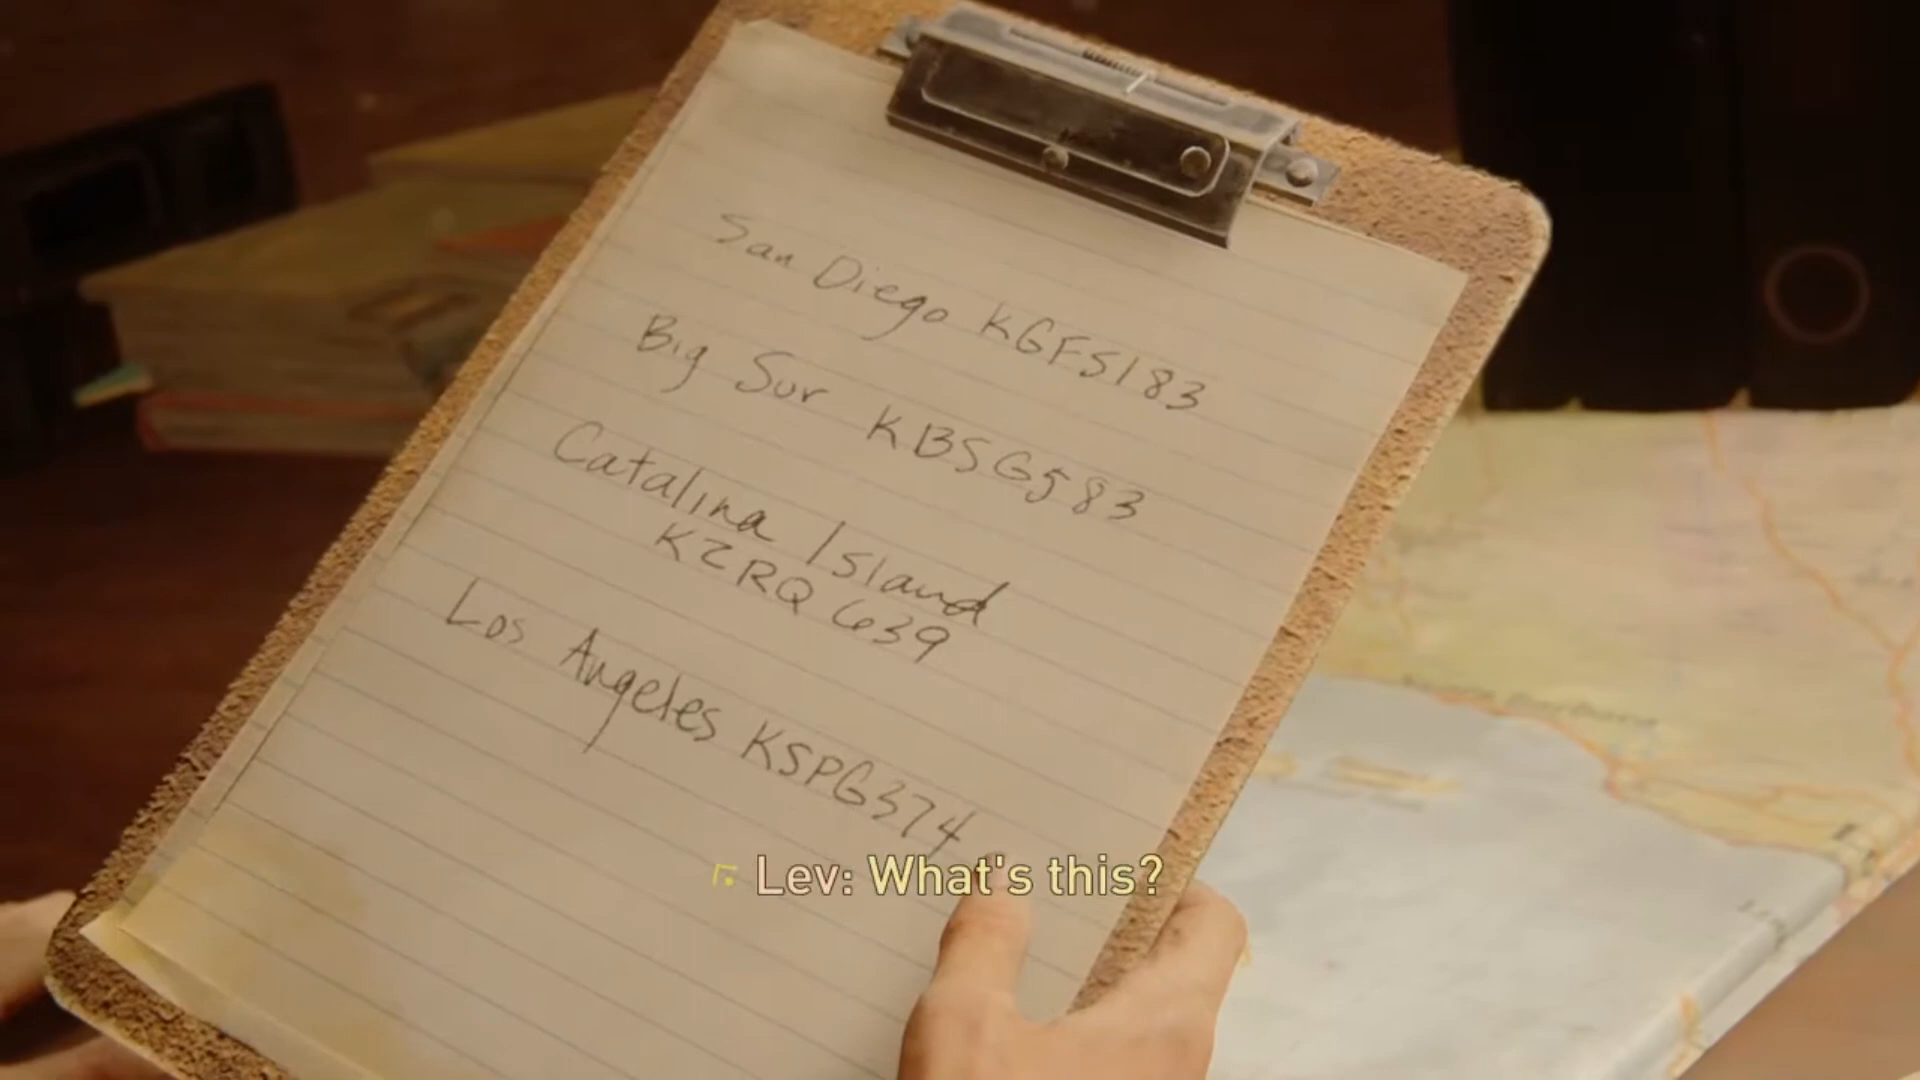 San Diego KGFS183
Big Sur KBSG583
Catalina Island
KZRQ639
Los Angeles KSPG374
Lev: What's this?